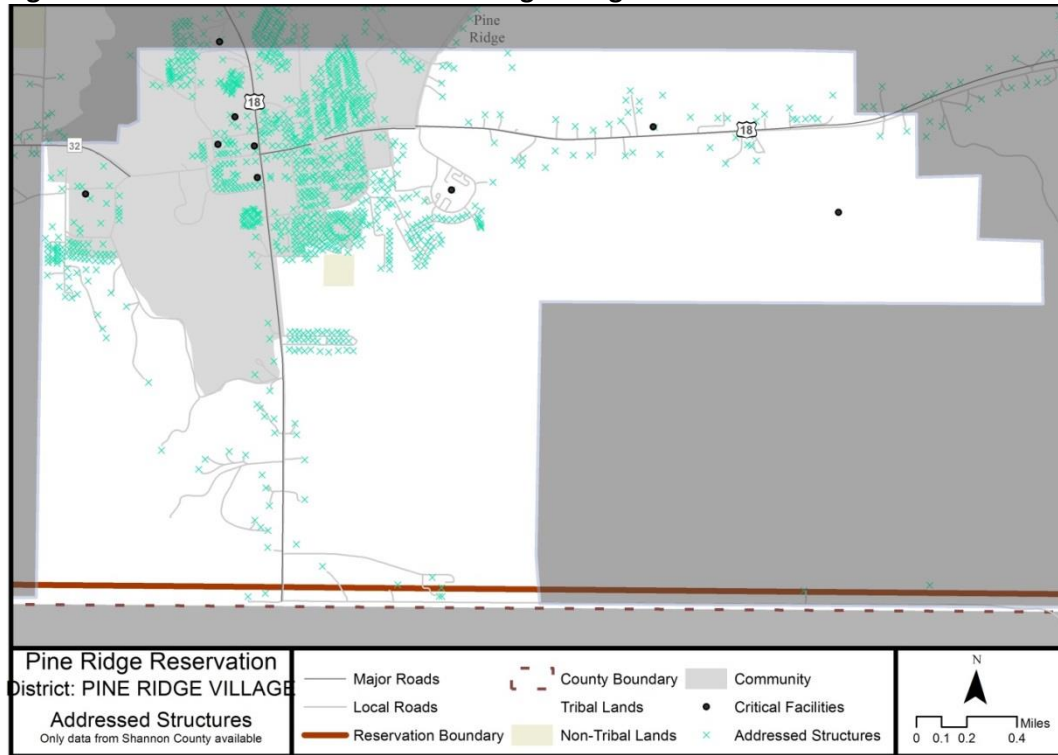 Pine
Ridge
18
18
32
Pine Ridge Reservation
District: PINE RIDGE VILLAGE
Addressed Structures
Only data from Shannon County available
Major Roads
Local Roads
Reservation Boundary
County Boundary
Tribal Lands
Non-Tribal Lands
Community
Critical Facilities
Addressed Structures
N
Miles
0 0.1 0.2 0.4